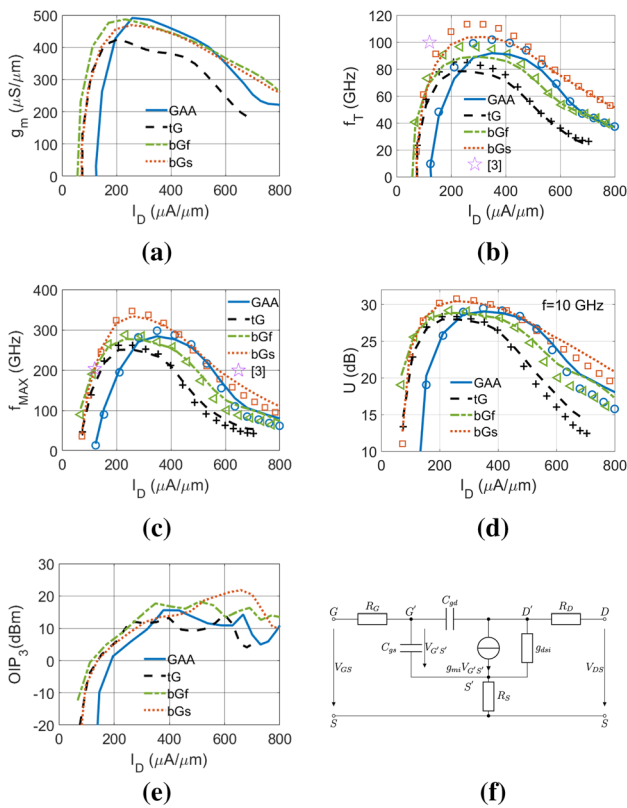 500
400
300
200
100
0
g_m (μS/μm)
GAA
tG
bGf
bGs
0 200 400 600 800
I_D (μA/μm)
(a)
120
100
80
60
40
20
0
f_T (GHz)
GAA
tG
bGf
bGs
[3]
0 200 400 600 800
I_D (μA/μm)
(b)
400
300
200
100
0
f_MAX (GHz)
GAA
tG
bGf
bGs
[3]
0 200 400 600 800
I_D (μA/μm)
(c)
30
25
20
15
10
U (dB)
f=10 GHz
GAA
tG
bGf
bGs
0 200 400 600 800
I_D (μA/μm)
(d)
30
20
10
0
-10
-20
OIP_3 (dBm)
GAA
tG
bGf
bGs
0 200 400 600 800
I_D (μA/μm)
(e)
G R_G G′ C_gd D′ R_D D
C_gs V_G′S′ g_dsi
V_GS g_mi V_G′S′ V_DS
S′ R_S
S S
(f)